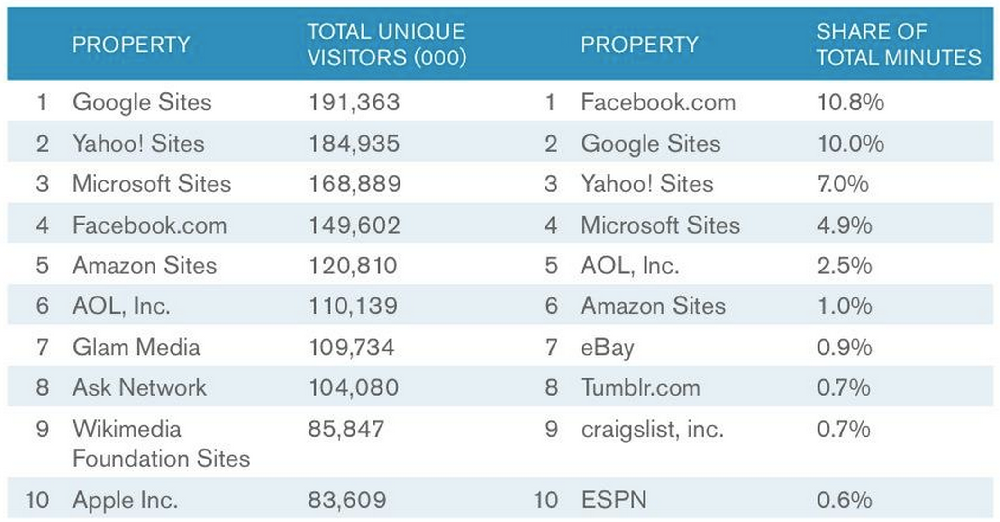 PROPERTY TOTAL UNIQUE VISITORS (000) PROPERTY SHARE OF TOTAL MINUTES
1 Google Sites 191,363 1 Facebook.com 10.8%
2 Yahoo! Sites 184,935 2 Google Sites 10.0%
3 Microsoft Sites 168,889 3 Yahoo! Sites 7.0%
4 Facebook.com 149,602 4 Microsoft Sites 4.9%
5 Amazon Sites 120,810 5 AOL, Inc. 2.5%
6 AOL, Inc. 110,139 6 Amazon Sites 1.0%
7 Glam Media 109,734 7 eBay 0.9%
8 Ask Network 104,080 8 Tumblr.com 0.7%
9 Wikimedia 85,847 9 craigslist, inc. 0.7%
Foundation Sites
10 Apple Inc. 83,609 10 ESPN 0.6%